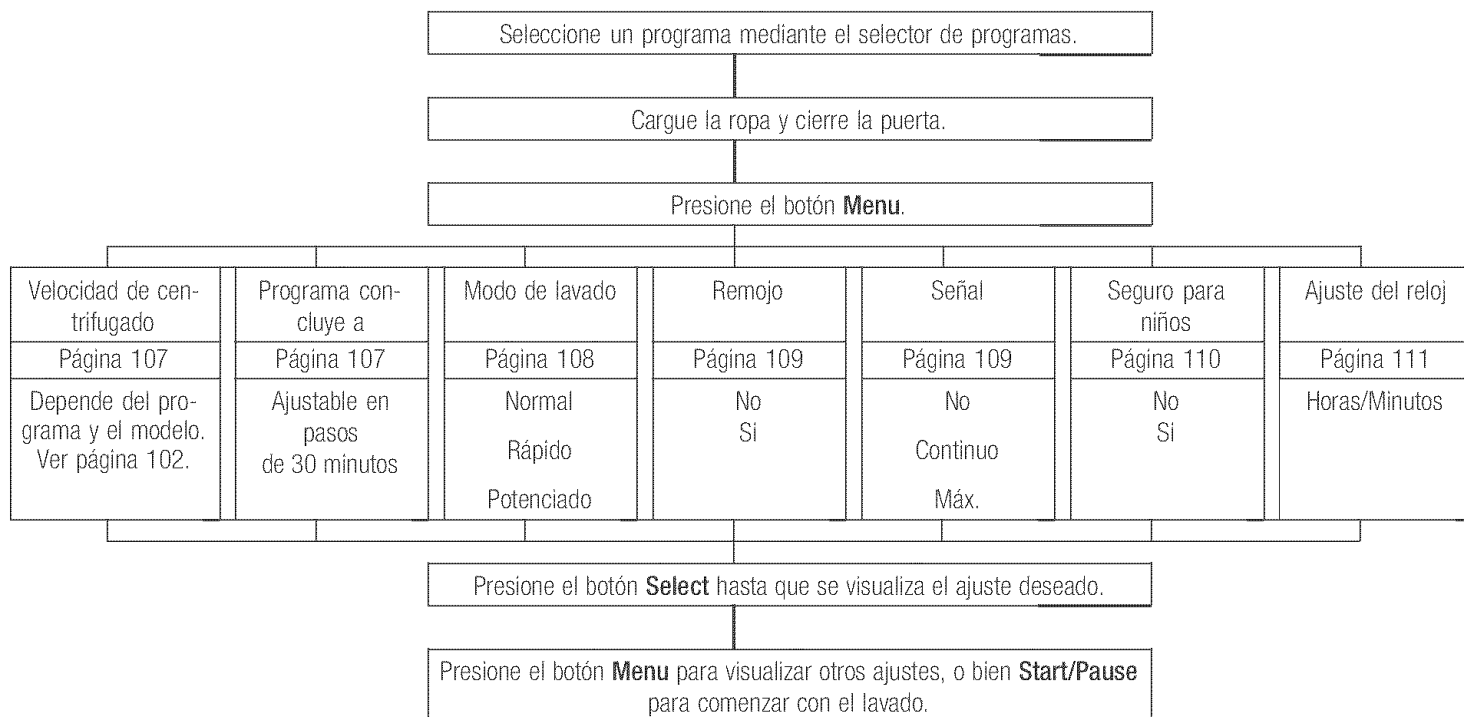 Seleccione un programa mediante el selector de programas.
Cargue la ropa y cierre la puerta.
Presione el botón Menu.
Velocidad de cen-
trifugado
Página 107
Depende del pro-
grama y el modelo.
Ver página 102.
Programa con-
cluye a
Página 107
Ajustable en
pasos
de 30 minutos
Modo de lavado
Página 108
Normal
Rápido
Potenciado
Remojo
Página 109
No
Si
Señal
Página 109
No
Continuo
Máx.
Seguro para
niños
Página 110
No
Si
Ajuste del reloj
Página 111
Horas/Minutos
Presione el botón Select hasta que se visualiza el ajuste deseado.
Presione el botón Menu para visualizar otros ajustes, o bien Start/Pause
para comenzar con el lavado.